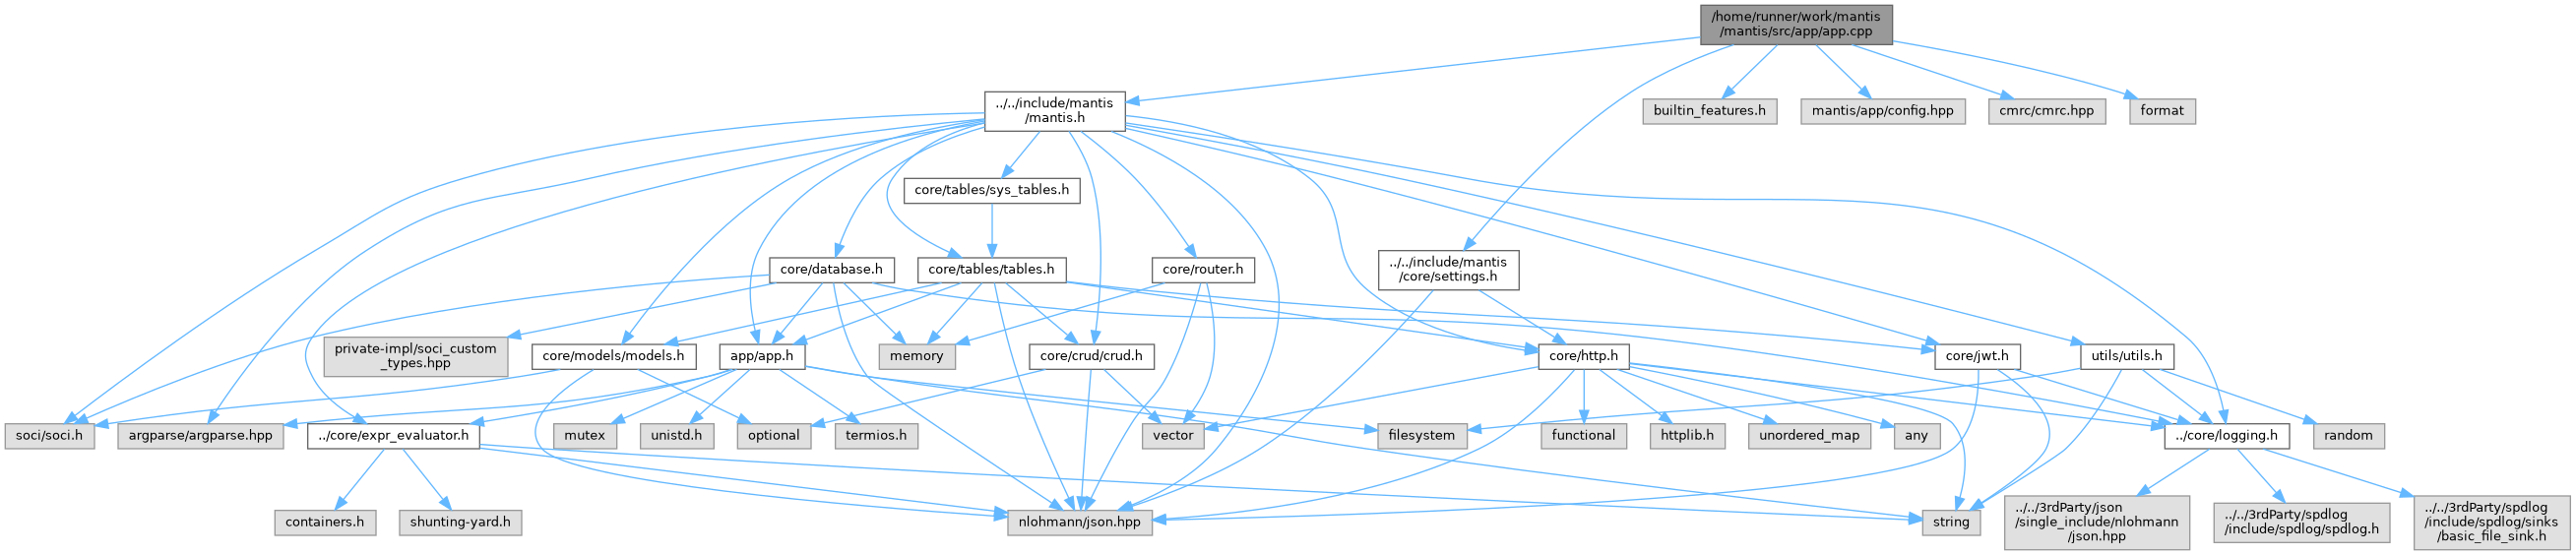 /home/runner/work/mantis
/mantis/src/app/app.cpp
../../include/mantis
/mantis.h
builtin_features.h
mantis/app/config.hpp
cmrc/cmrc.hpp
format
core/tables/sys_tables.h
core/database.h
core/tables/tables.h
core/router.h
../../include/mantis
/core/settings.h
private-impl/soci_custom
_types.hpp
core/models/models.h
app/app.h
memory
core/crud/crud.h
core/http.h
core/jwt.h
utils/utils.h
soci/soci.h
argparse/argparse.hpp
../core/expr_evaluator.h
mutex
unistd.h
optional
termios.h
vector
filesystem
functional
httplib.h
unordered_map
any
../core/logging.h
random
containers.h
shunting-yard.h
nlohmann/json.hpp
string
../../3rdParty/json
/single_include/nlohmann
/json.hpp
../../3rdParty/spdlog
/include/spdlog/spdlog.h
../../3rdParty/spdlog
/include/spdlog/sinks
/basic_file_sink.h